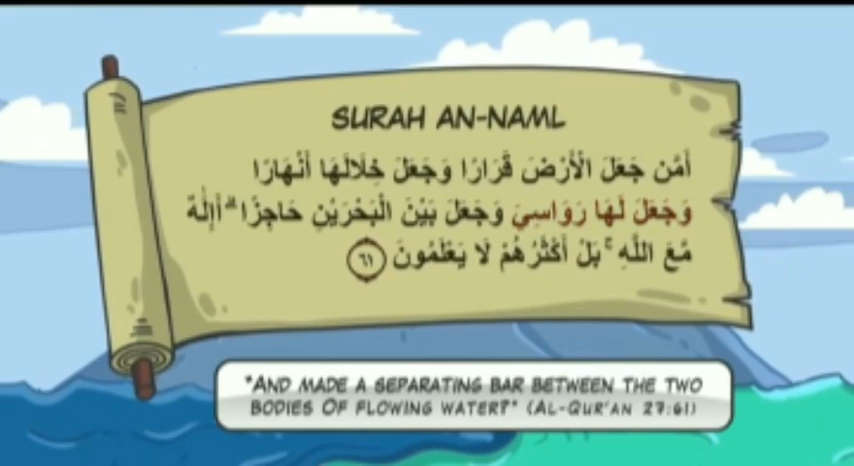 SURAH AN-NAML
أَمَّن جَعَلَ الْأَرْضَ قَرَارًا وَجَعَلَ خِلَالَهَا أَنْهَارًا
وَجَعَلَ لَهَا رَوَاسِيَ وَجَعَلَ بَيْنَ الْبَحْرَيْنِ حَاجِزًا ۗ أَإِلَٰهٌ
مَّعَ اللَّهِ ۚ بَلْ أَكْثَرُهُمْ لَا يَعْلَمُونَ ٦١
"AND MADE A SEPARATING BAR BETWEEN THE TWO
BODIES OF FLOWING WATER?" (AL-QUR'AN 27:61)